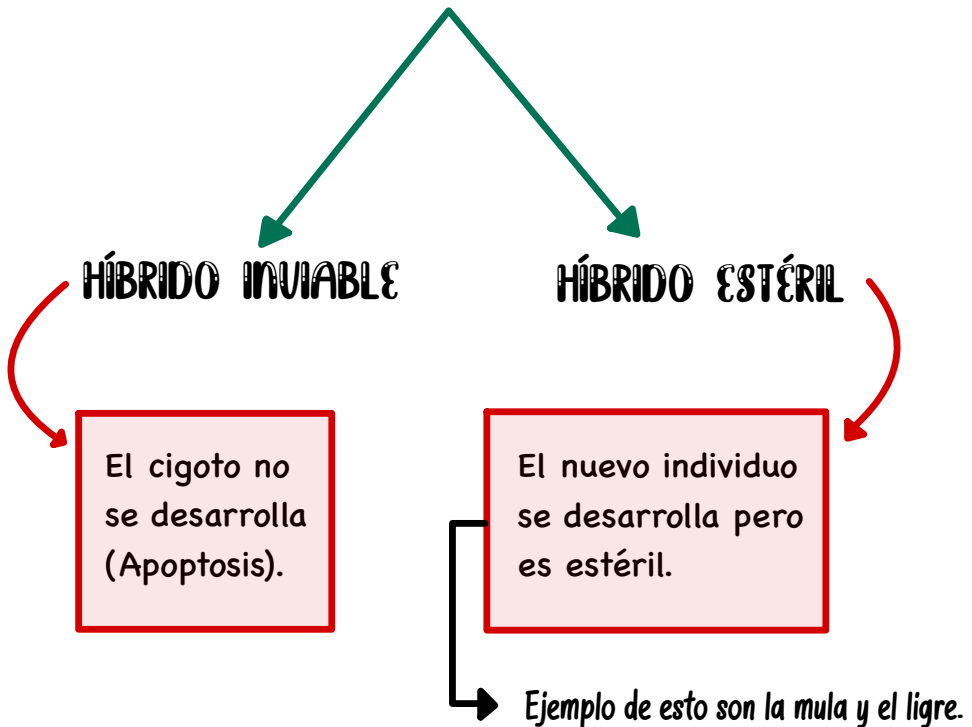 HÍBRIDO INVIABLE
HÍBRIDO ESTÉRIL
El cigoto no
se desarrolla
(Apoptosis).
El nuevo individuo
se desarrolla pero
es estéril.
Ejemplo de esto son la mula y el ligre.